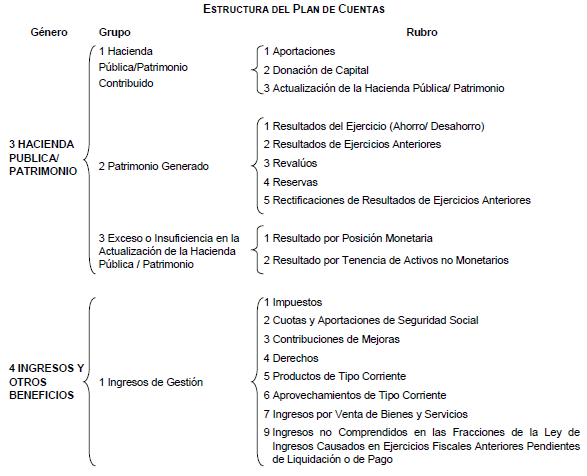 ESTRUCTURA DEL PLAN DE CUENTAS
Género Grupo Rubro
3 HACIENDA
PUBLICA/
PATRIMONIO
1 Hacienda
Pública/Patrimonio
Contribuido
1 Aportaciones
2 Donación de Capital
3 Actualización de la Hacienda Pública/ Patrimonio
2 Patrimonio Generado
1 Resultados del Ejercicio (Ahorro/ Desahorro)
2 Resultados de Ejercicios Anteriores
3 Revalúos
4 Reservas
5 Rectificaciones de Resultados de Ejercicios Anteriores
3 Exceso o Insuficiencia en la
Actualización de la Hacienda
Pública / Patrimonio
1 Resultado por Posición Monetaria
2 Resultado por Tenencia de Activos no Monetarios
4 INGRESOS Y
OTROS
BENEFICIOS
1 Ingresos de Gestión
1 Impuestos
2 Cuotas y Aportaciones de Seguridad Social
3 Contribuciones de Mejoras
4 Derechos
5 Productos de Tipo Corriente
6 Aprovechamientos de Tipo Corriente
7 Ingresos por Venta de Bienes y Servicios
9 Ingresos no Comprendidos en las Fracciones de la Ley de
Ingresos Causados en Ejercicios Fiscales Anteriores Pendientes
de Liquidación o de Pago